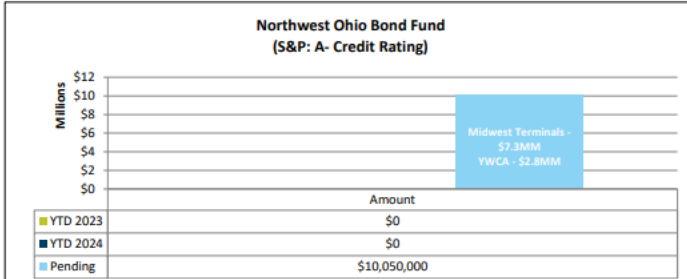 Northwest Ohio Bond Fund
(S&P: A- Credit Rating)
Millions
$12
$10
$8
$6
$4
$2
$0
Midwest Terminals -
$7.3MM
YWCA - $2.8MM
Amount
YTD 2023 $0
YTD 2024 $0
Pending $10,050,000